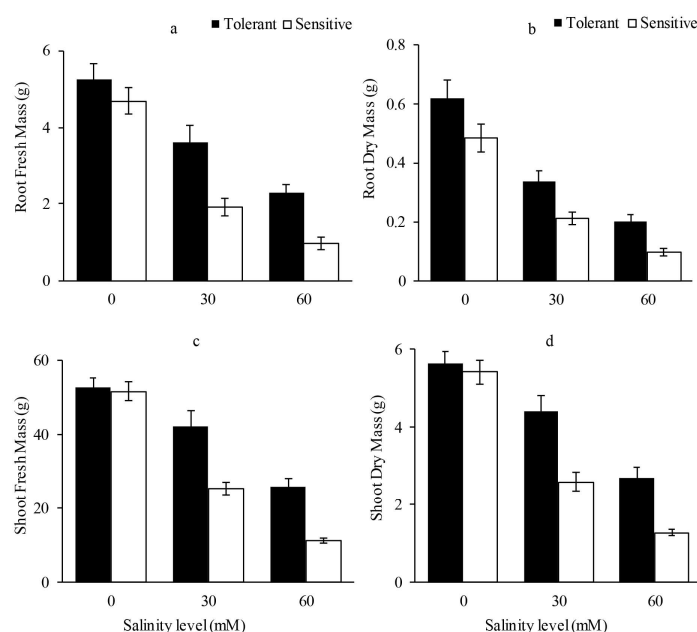 a
■ Tolerant □ Sensitive
Root Fresh Mass (g)
6
4
2
0
0 30 60
b
■ Tolerant □ Sensitive
Root Dry Mass (g)
0.8
0.6
0.4
0.2
0
0 30 60
c
Shoot Fresh Mass (g)
60
40
20
0
0 30 60
Salinity level (mM)
d
Shoot Dry Mass (g)
6
4
2
0
0 30 60
Salinity level (mM)